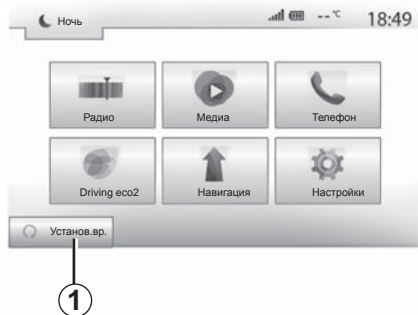 Ночь
--°C 18:49
Радио Медиа Телефон
Driving eco2 Навигация Настройки
Установ.вр.
1